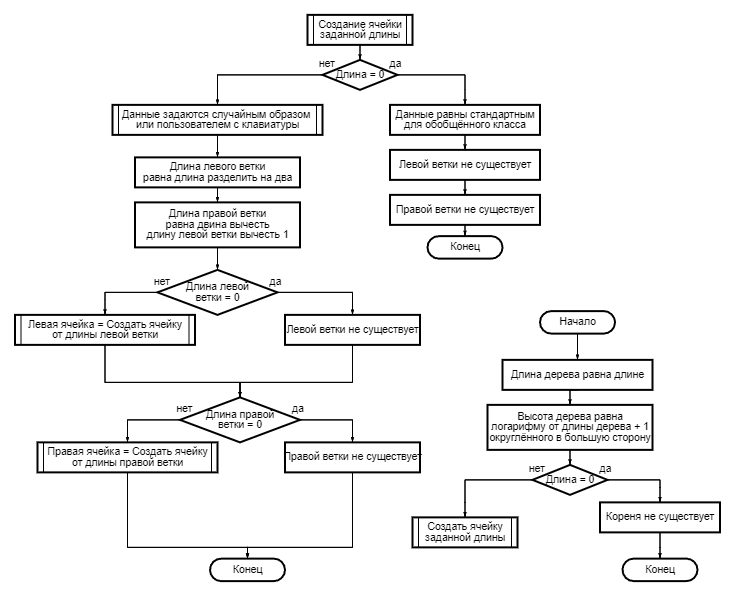 Создание ячейки
заданной длины
нет
да
Длина = 0
Данные задаются случайным образом
или пользователем с клавиатуры
Данные равны стандартным
для обобщённого класса
Длина левого ветки
равна длина разделить на два
Левой ветки не существует
Длина правой ветки
равна двина вычесть
длину левой ветки вычесть 1
Правой ветки не существует
Конец
нет
да
Длина левой
ветки = 0
Левая ячейка = Создать ячейку
от длины левой ветки
Левой ветки не существует
нет
да
Длина правой
ветки = 0
Правая ячейка = Создать ячейку
от длины правой ветки
Правой ветки не существует
Конец
Начало
Длина дерева равна длине
Высота дерева равна
логарифму от длины дерева + 1
округлённого в большую сторону
нет
да
Длина = 0
Создать ячейку
заданной длины
Кореня не существует
Конец